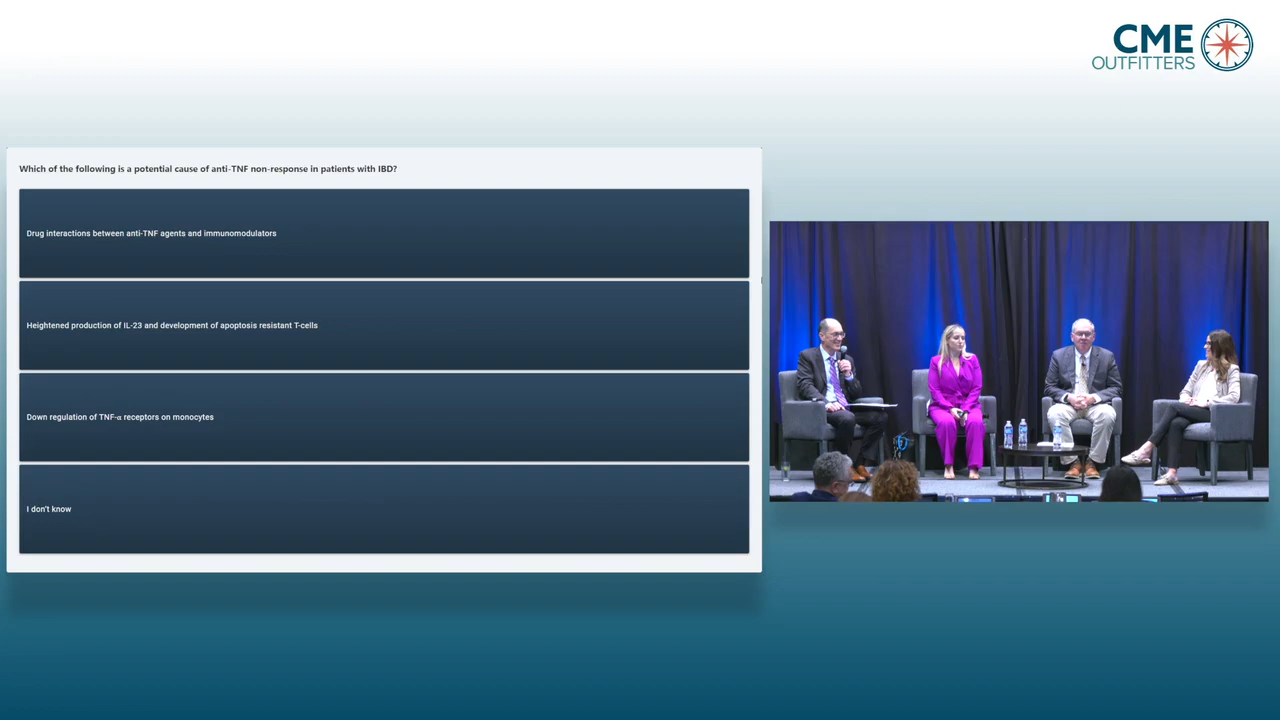 CME
OUTFITTERS
Which of the following is a potential cause of anti-TNF non-response in patients with IBD?
Drug interactions between anti-TNF agents and immunomodulators
Heightened production of IL-23 and development of apoptosis resistant T-cells
Down regulation of TNF-α receptors on monocytes
I don't know